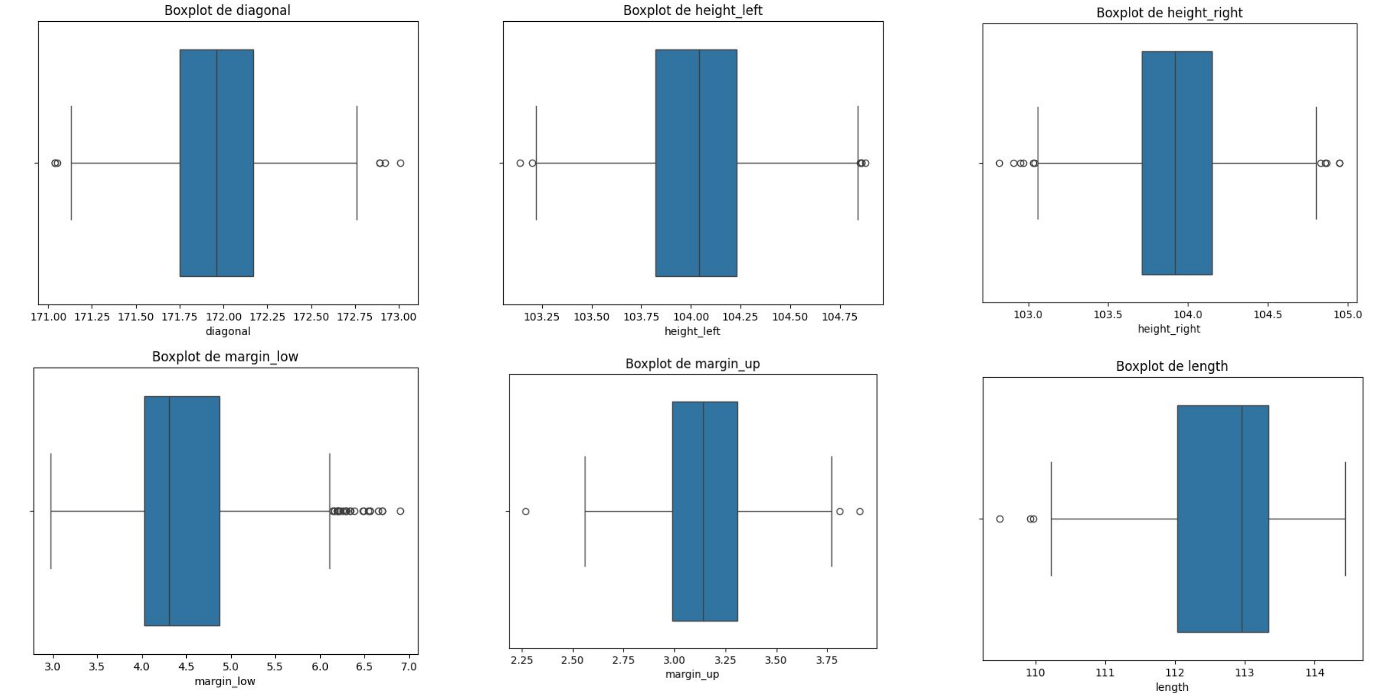 Boxplot de diagonal
171.00 171.25 171.50 171.75 172.00 172.25 172.50 172.75 173.00
diagonal
Boxplot de height_left
103.25 103.50 103.75 104.00 104.25 104.50 104.75
height_left
Boxplot de height_right
103.0 103.5 104.0 104.5 105.0
height_right
Boxplot de margin_low
3.0 3.5 4.0 4.5 5.0 5.5 6.0 6.5 7.0
margin_low
Boxplot de margin_up
2.25 2.50 2.75 3.00 3.25 3.50 3.75
margin_up
Boxplot de length
110 111 112 113 114
length